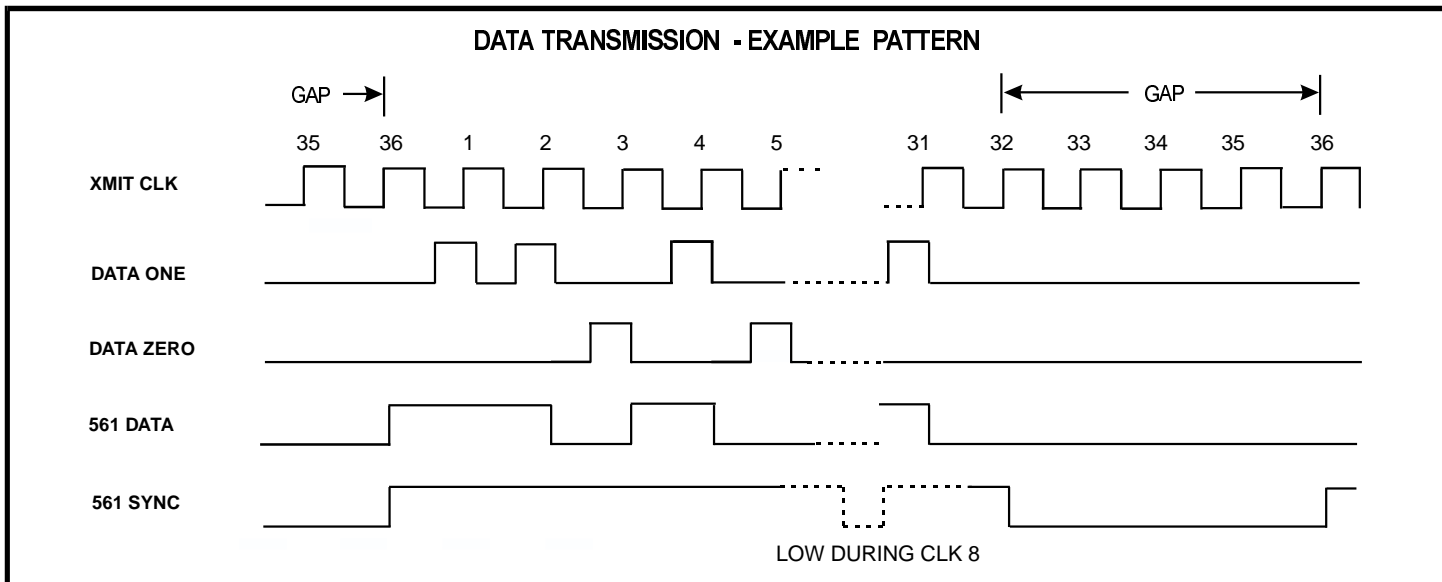 DATA TRANSMISSION - EXAMPLE PATTERN
GAP
GAP
35 36 1 2 3 4 5 31 32 33 34 35 36
XMIT CLK
DATA ONE
DATA ZERO
561 DATA
561 SYNC
LOW DURING CLK 8